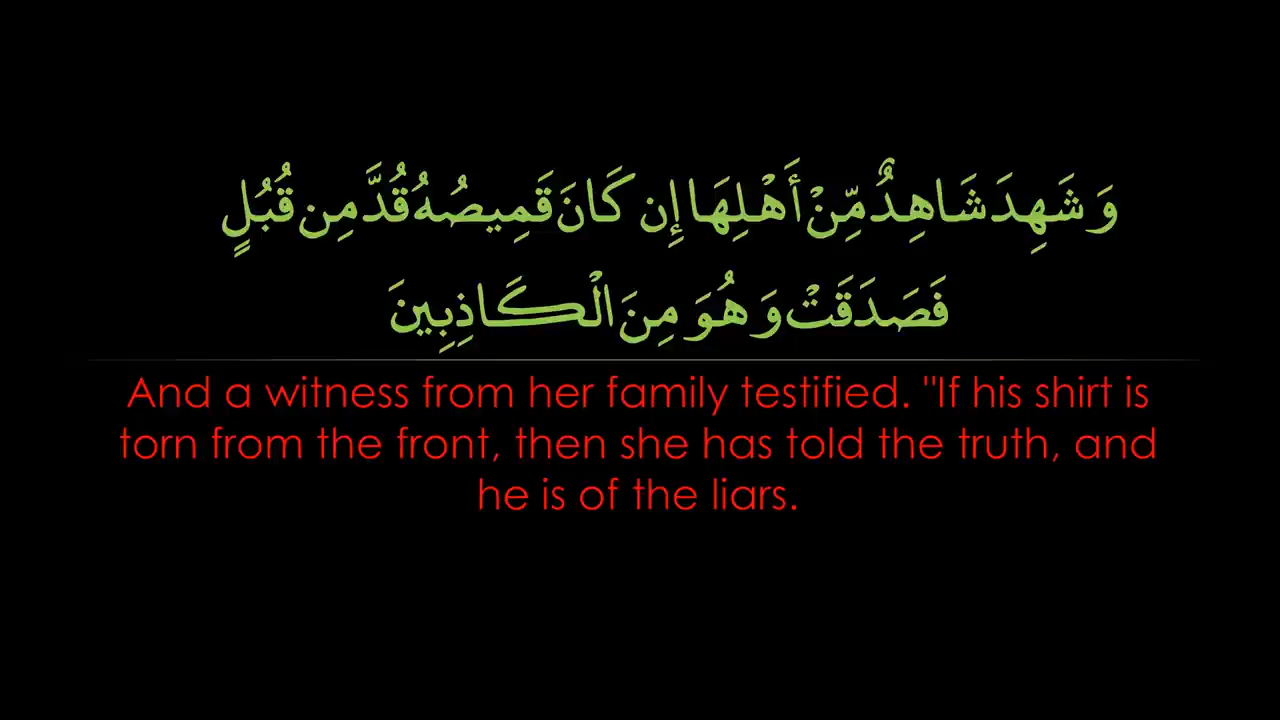 وَشَهِدَ شَاهِدٌ مِّنْ أَهْلِهَا إِن كَانَ قَمِيصُهُ قُدَّ مِن قُبُلٍ
فَصَدَقَتْ وَهُوَ مِنَ الْكَاذِبِينَ
And a witness from her family testified. "If his shirt is
torn from the front, then she has told the truth, and
he is of the liars.